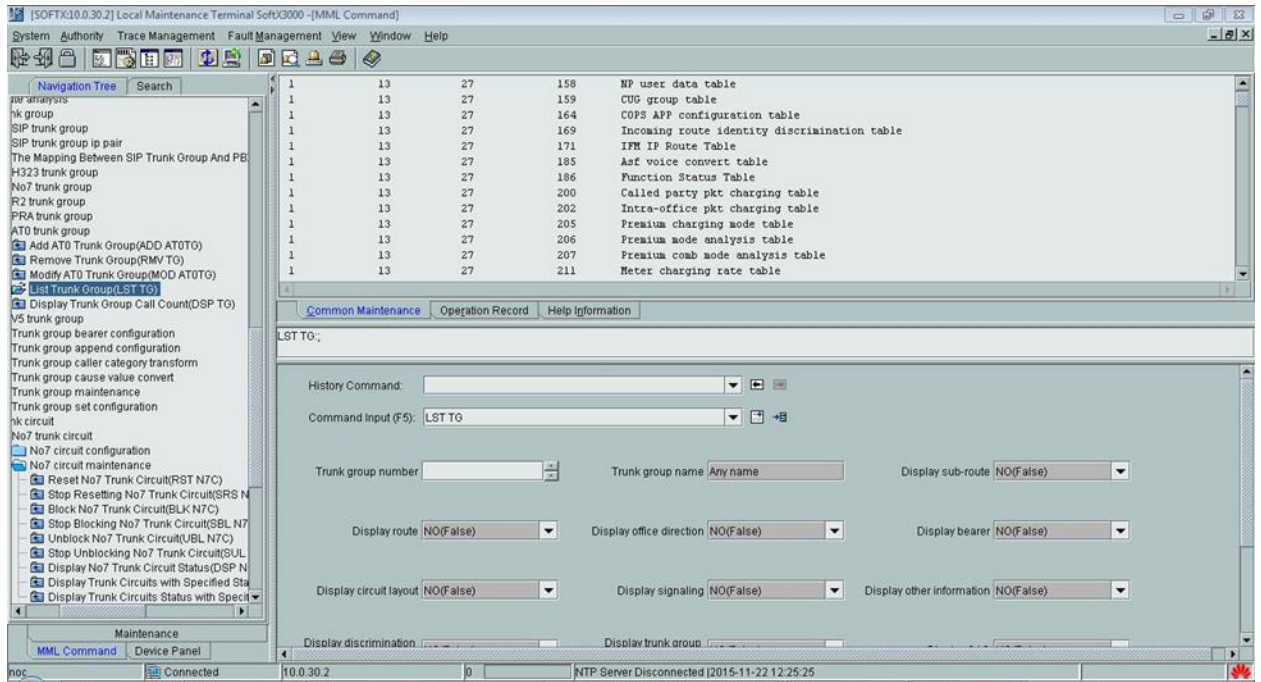 [SOFTX:10.0.30.2] Local Maintenance Terminal SoftX3000 -[MML Command]
System Authority Trace Management Fault Management View Window Help
Navigation Tree Search
nk group
SIP trunk group
SIP trunk group ip pair
The Mapping Between SIP Trunk Group And PB
H323 trunk group
No7 trunk group
R2 trunk group
PRA trunk group
AT0 trunk group
Add AT0 Trunk Group(ADD AT0TG)
Remove Trunk Group(RMV TG)
Modify AT0 Trunk Group(MOD AT0TG)
List Trunk Group(LST TG)
Display Trunk Group Call Count(DSP TG)
V5 trunk group
Trunk group bearer configuration
Trunk group append configuration
Trunk group caller category transform
Trunk group cause value convert
Trunk group maintenance
Trunk group set configuration
nk circuit
No7 trunk circuit
No7 circuit configuration
No7 circuit maintenance
Reset No7 Trunk Circuit(RST N7C)
Stop Resetting No7 Trunk Circuit(SRS N
Block No7 Trunk Circuit(BLK N7C)
Stop Blocking No7 Trunk Circuit(SBL N7
Unblock No7 Trunk Circuit(UBL N7C)
Stop Unblocking No7 Trunk Circuit(SUL
Display No7 Trunk Circuit Status(DSP N
Display Trunk Circuits with Specified Sta
Display Trunk Circuits Status with Specif
Maintenance
MML Command Device Panel
1 13 27 158 NP user data table
1 13 27 159 CUG group table
1 13 27 164 COPS APP configuration table
1 13 27 169 Incoming route identity discrimination table
1 13 27 171 IFM IP Route Table
1 13 27 185 Asf voice convert table
1 13 27 186 Function Status Table
1 13 27 200 Called party pkt charging table
1 13 27 202 Intra-office pkt charging table
1 13 27 205 Premium charging mode table
1 13 27 206 Premium mode analysis table
1 13 27 207 Premium comb mode analysis table
1 13 27 211 Meter charging rate table
Common Maintenance Operation Record Help Information
LST TG:;
History Command:
Command Input (F5): LST TG
Trunk group number Trunk group name Any name Display sub-route NO(False)
Display route NO(False) Display office direction NO(False) Display bearer NO(False)
Display circuit layout NO(False) Display signaling NO(False) Display other information NO(False)
Display discrimination Display trunk group
noc Connected 10.0.30.2 0 NTP Server Disconnected |2015-11-22 12:25:25